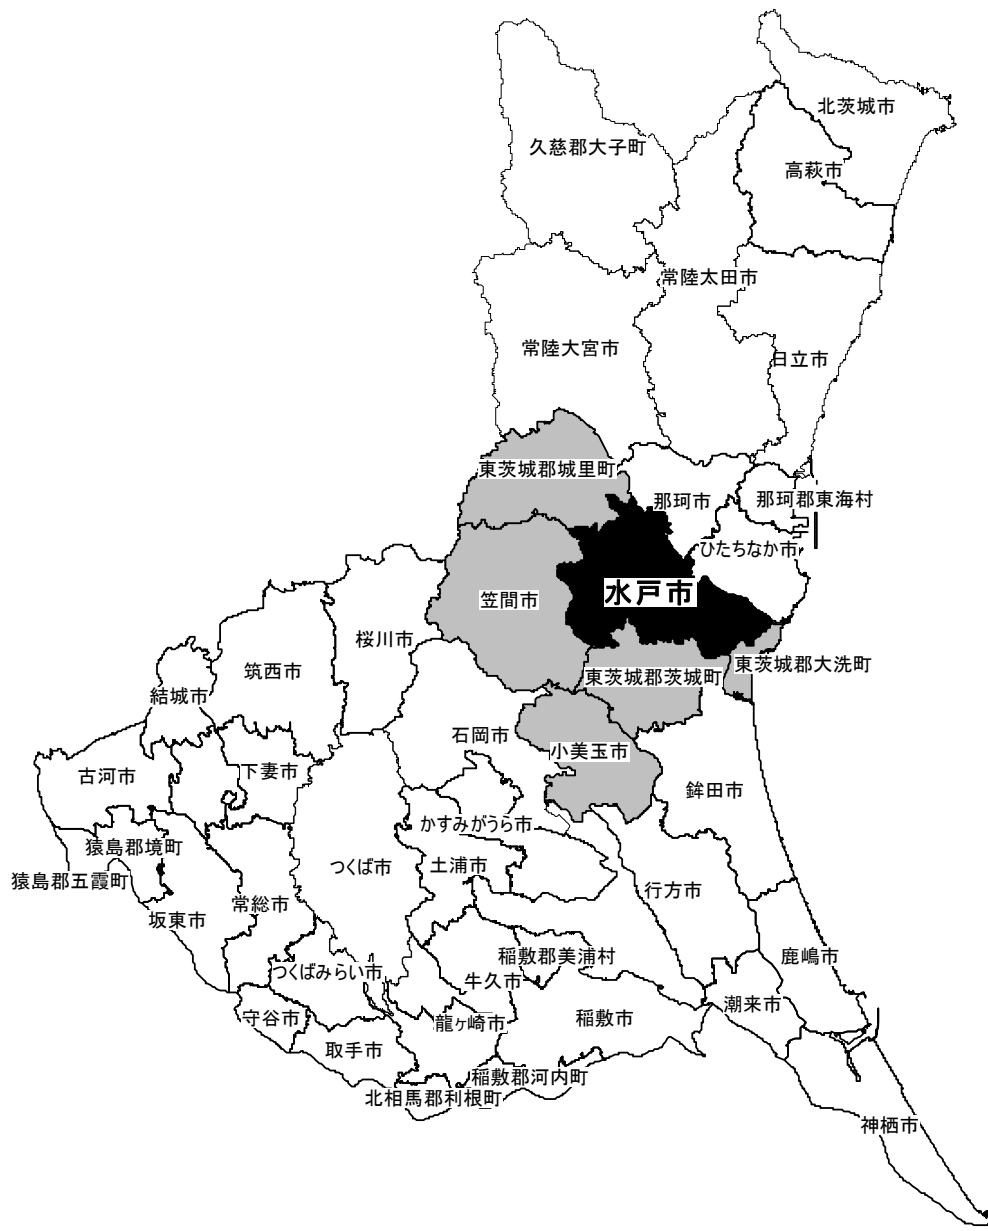 北茨城市
久慈郡大子町
高萩市
常陸太田市
常陸大宮市
日立市
東茨城郡城里町
那珂市
那珂郡東海村
ひたちなか市
水戸市
笠間市
桜川市
東茨城郡大洗町
筑西市
東茨城郡茨城町
結城市
石岡市
小美玉市
下妻市
古河市
鉾田市
かすみがうら市
猿島郡境町
つくば市
土浦市
猿島郡五霞町
行方市
常総市
坂東市
稲敷郡美浦村
鹿嶋市
つくばみらい市
牛久市
潮来市
守谷市
龍ヶ崎市
稲敷市
取手市
稲敷郡河内町
北相馬郡利根町
神栖市